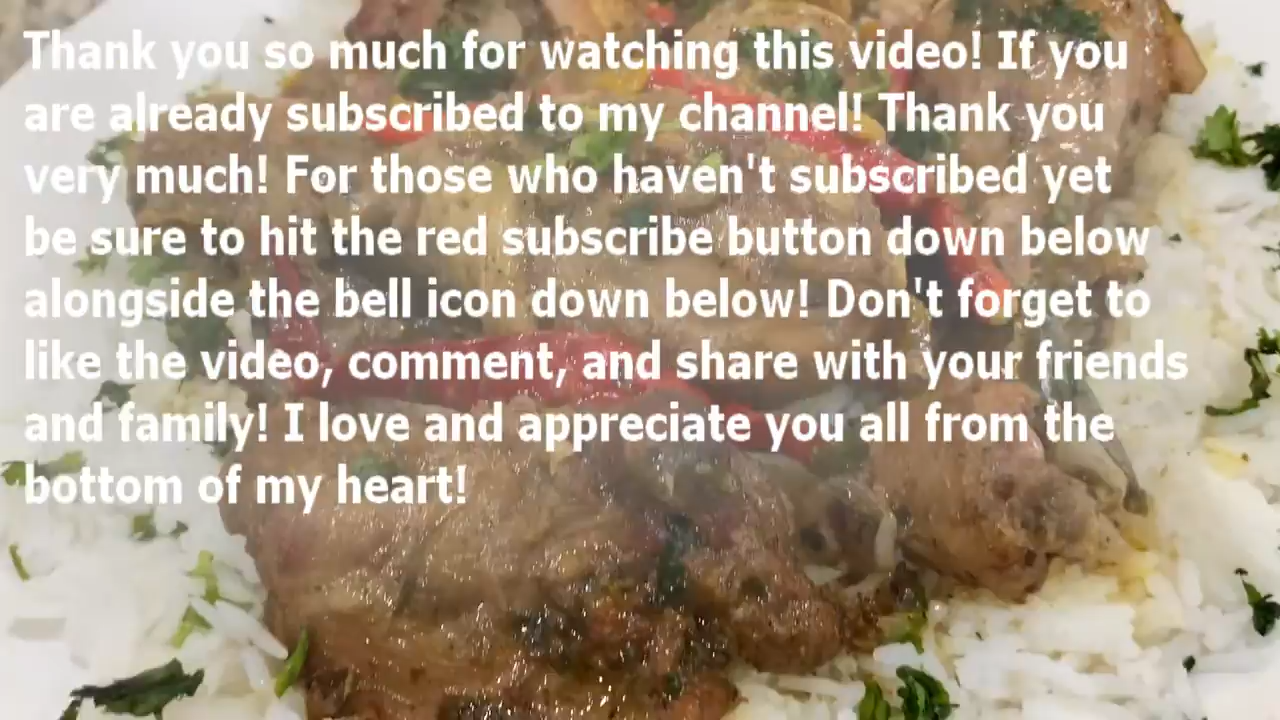 Thank you so much for watching this video! If you
are already subscribed to my channel! Thank you
very much! For those who haven't subscribed yet
be sure to hit the red subscribe button down below
alongside the bell icon down below! Don't forget to
like the video, comment, and share with your friends
and family! I love and appreciate you all from the
bottom of my heart!